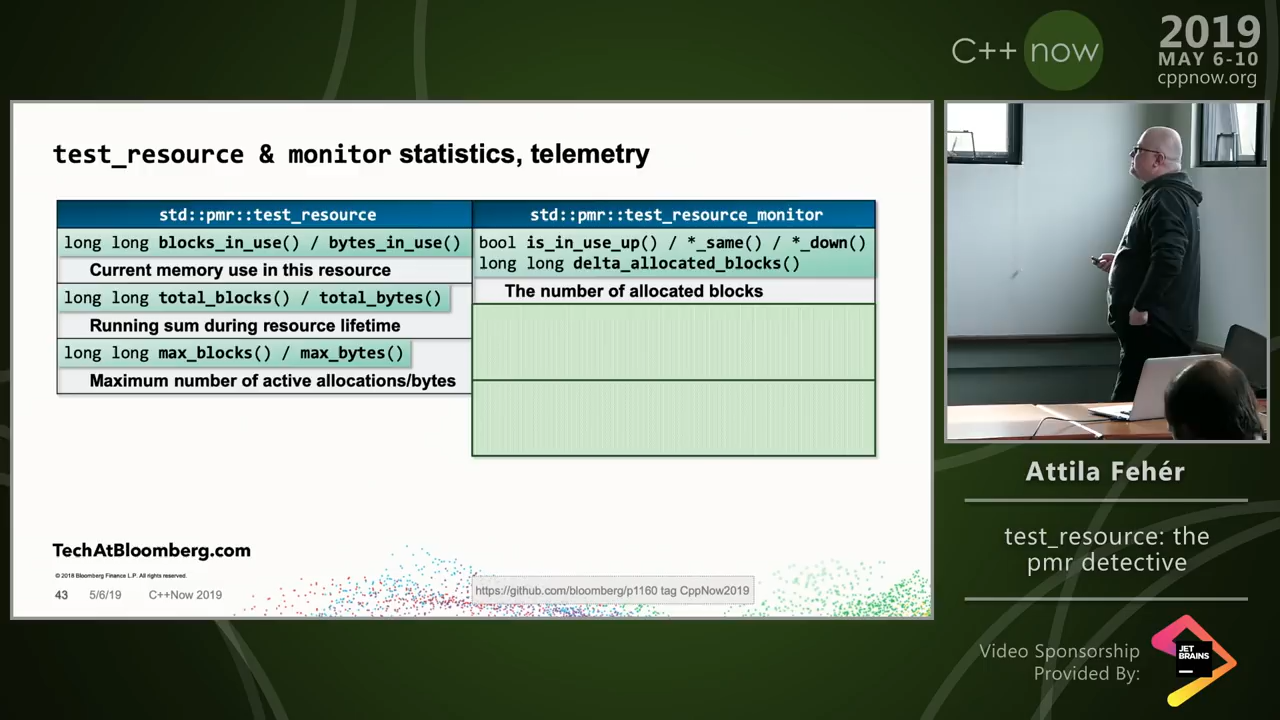 C++ now
2019
MAY 6-10
cppnow.org
test_resource & monitor statistics, telemetry
std::pmr::test_resource
long long blocks_in_use() / bytes_in_use()
Current memory use in this resource
long long total_blocks() / total_bytes()
Running sum during resource lifetime
long long max_blocks() / max_bytes()
Maximum number of active allocations/bytes
std::pmr::test_resource_monitor
bool is_in_use_up() / *_same() / *_down()
long long delta_allocated_blocks()
The number of allocated blocks
TechAtBloomberg.com
© 2018 Bloomberg Finance L.P. All rights reserved.
43 5/6/19 C++Now 2019
https://github.com/bloomberg/p1160 tag CppNow2019
Attila Fehér
test_resource: the
pmr detective
Video Sponsorship
Provided By:
JET
BRAINS